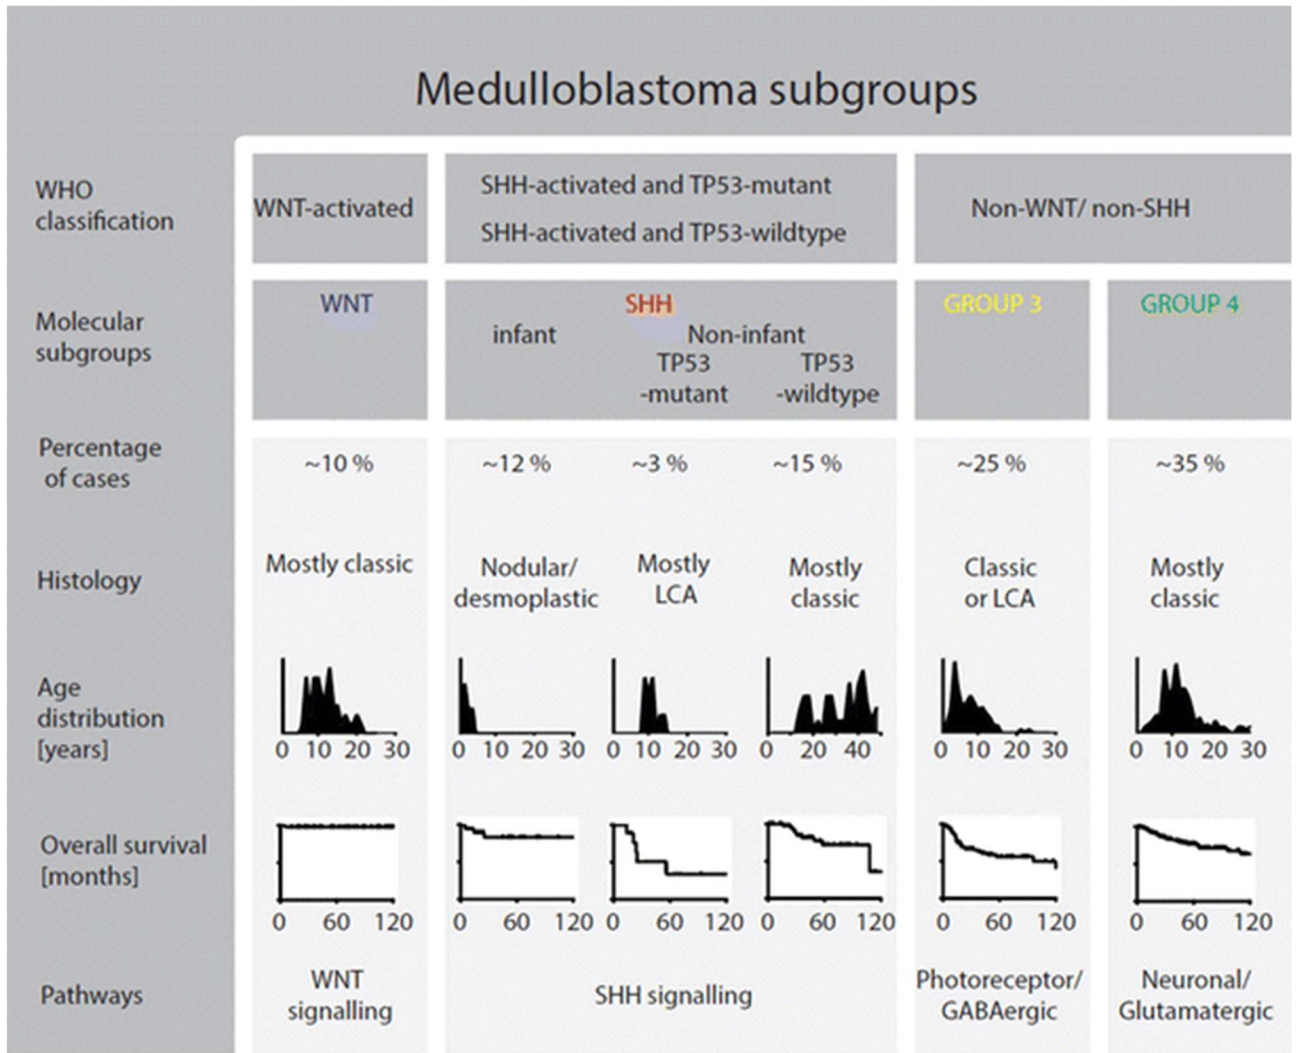 Medulloblastoma subgroups
WHO
classification
WNT-activated
SHH-activated and TP53-mutant
SHH-activated and TP53-wildtype
Non-WNT/ non-SHH
Molecular
subgroups
WNT
SHH
infant
Non-infant
TP53
-mutant
TP53
-wildtype
GROUP 3
GROUP 4
Percentage
of cases
~10 %
~12 %
~3 %
~15 %
~25 %
~35 %
Histology
Mostly classic
Nodular/
desmoplastic
Mostly
LCA
Mostly
classic
Classic
or LCA
Mostly
classic
Age
distribution
[years]
0 10 20 30
0 10 20 30
0 10 20 30
0 20 40
0 10 20 30
0 10 20 30
Overall survival
[months]
0 60 120
0 60 120
0 60 120
0 60 120
0 60 120
0 60 120
Pathways
WNT
signalling
SHH signalling
Photoreceptor/
GABAergic
Neuronal/
Glutamatergic